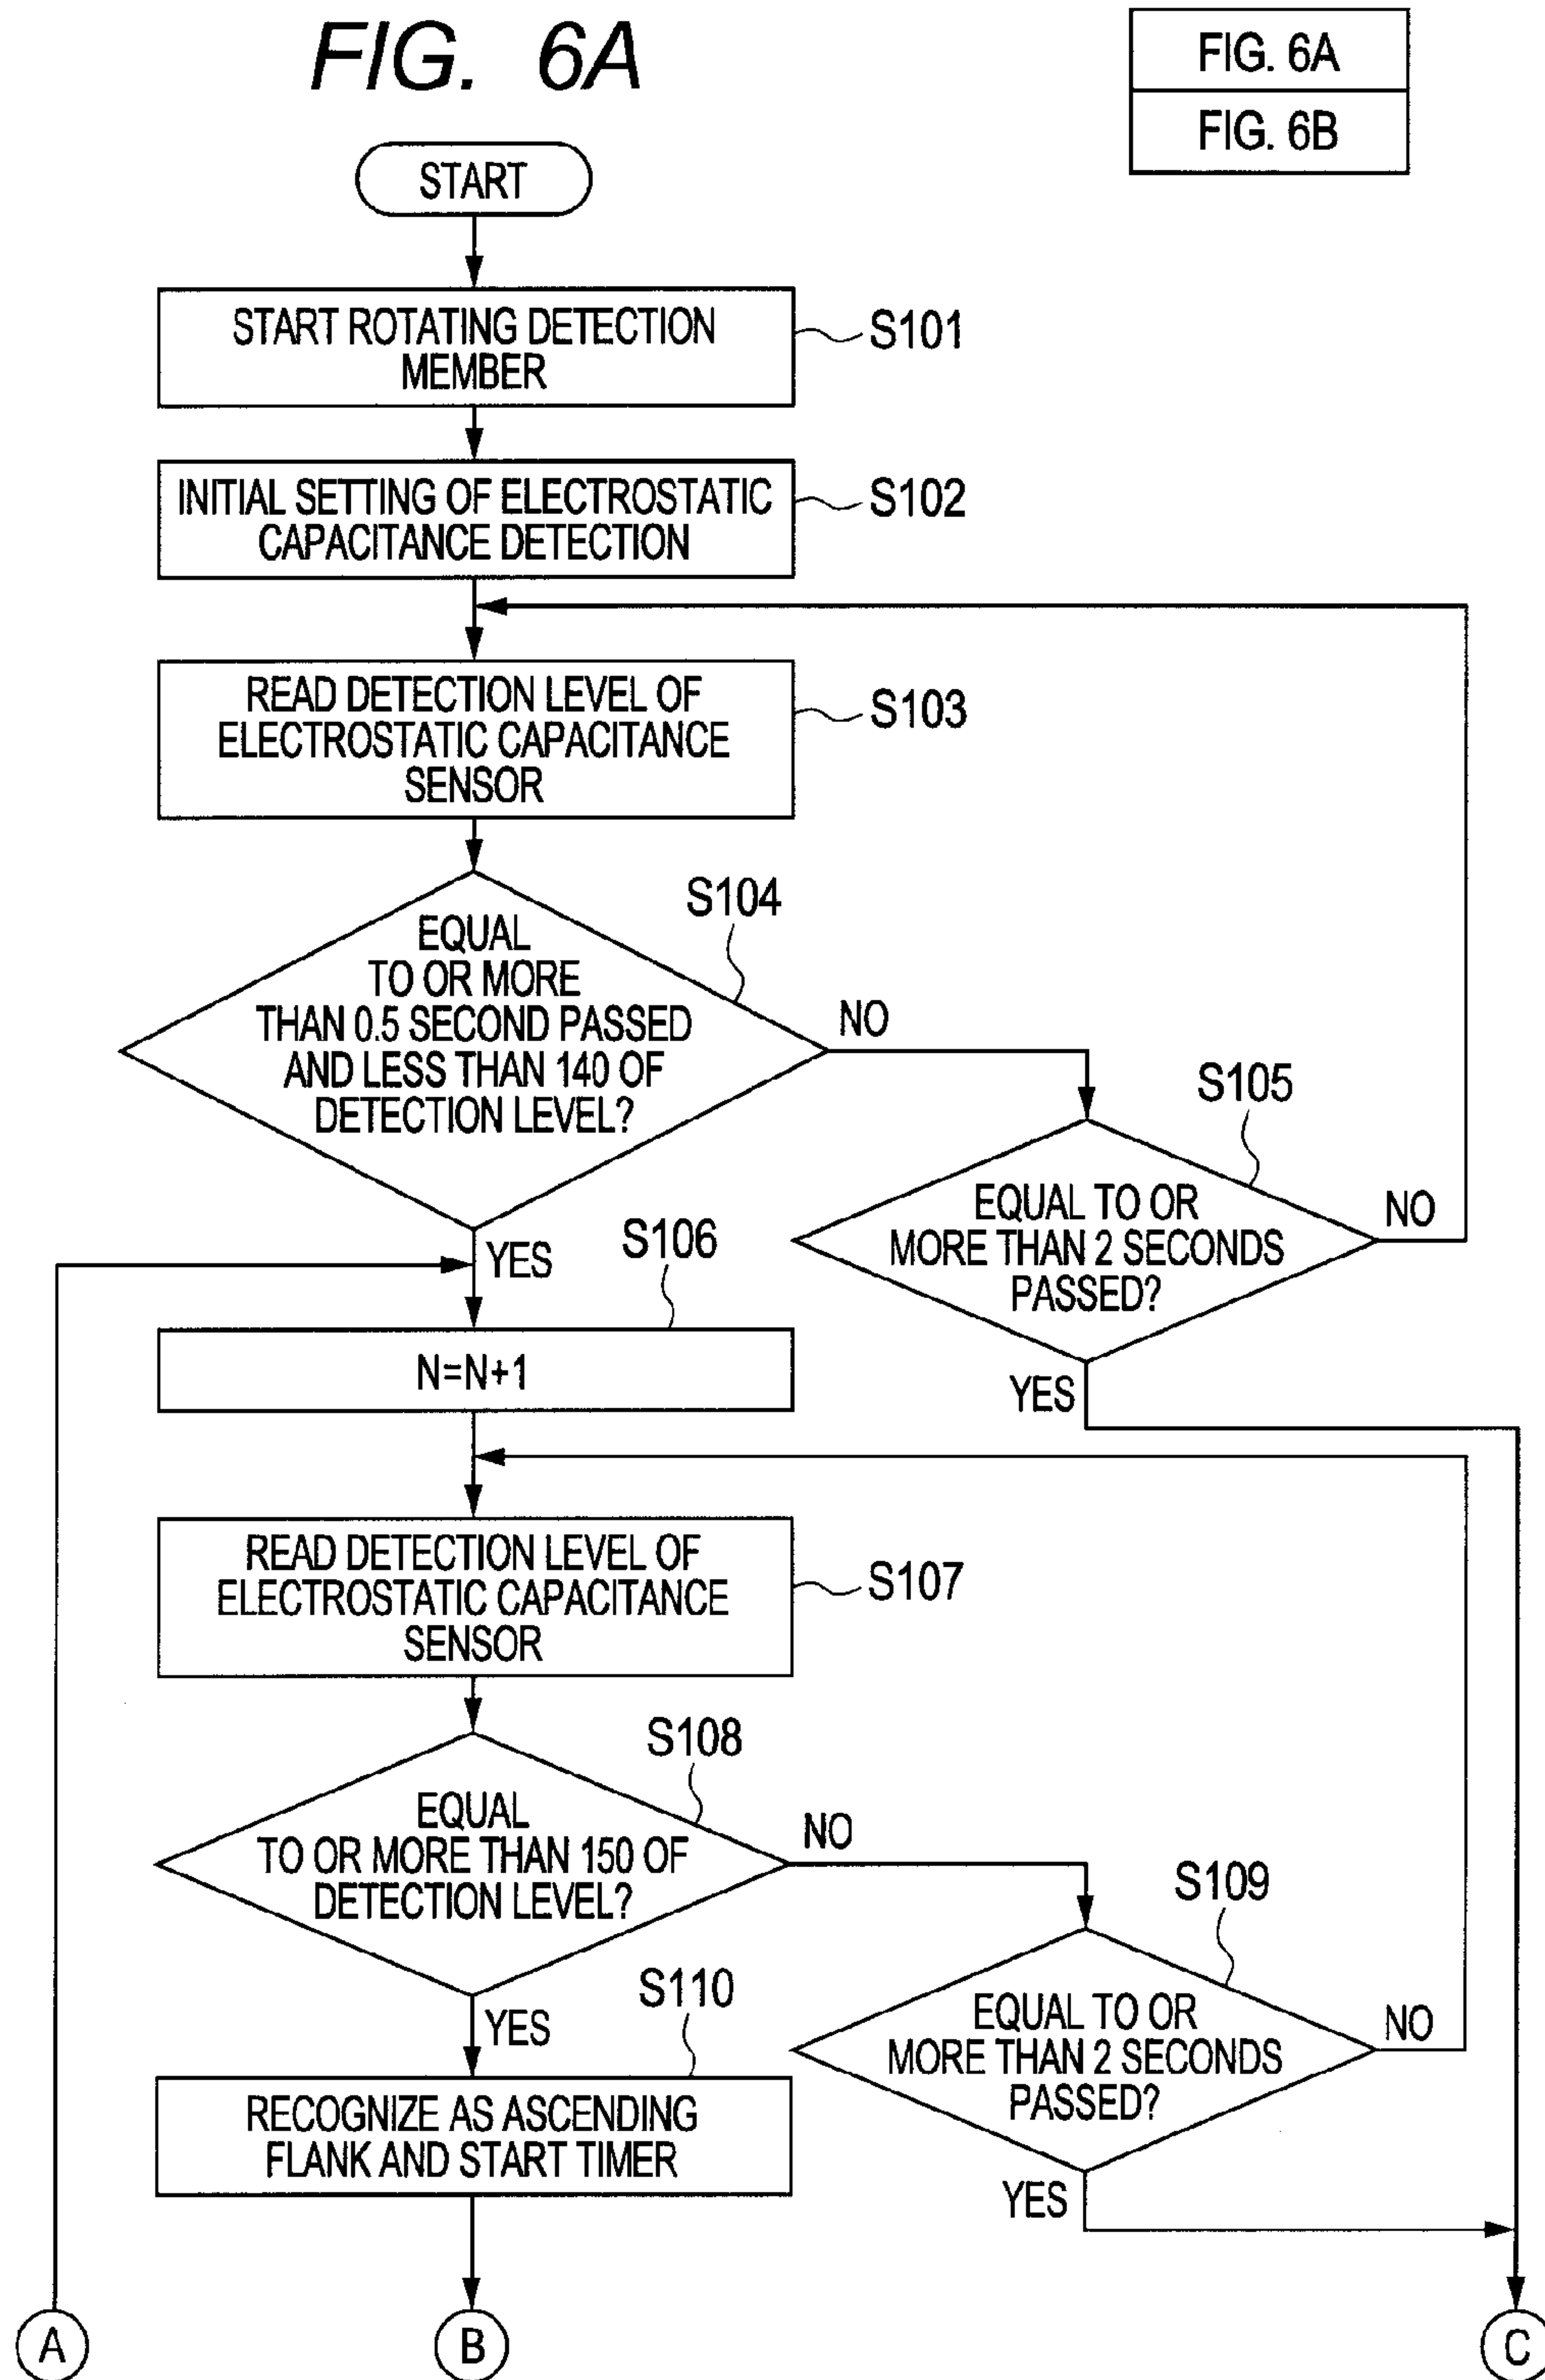 FIG. 6A
FIG. 6A
FIG. 6B
START
START ROTATING DETECTION
MEMBER
S101
INITIAL SETTING OF ELECTROSTATIC
CAPACITANCE DETECTION
S102
READ DETECTION LEVEL OF
ELECTROSTATIC CAPACITANCE
SENSOR
S103
S104
EQUAL
TO OR MORE
THAN 0.5 SECOND PASSED
AND LESS THAN 140 OF
DETECTION LEVEL?
NO
S105
EQUAL TO OR
MORE THAN 2 SECONDS
PASSED?
NO
YES
YES
S106
N=N+1
READ DETECTION LEVEL OF
ELECTROSTATIC CAPACITANCE
SENSOR
S107
S108
EQUAL
TO OR MORE THAN 150 OF
DETECTION LEVEL?
NO
S109
EQUAL TO OR
MORE THAN 2 SECONDS
PASSED?
NO
YES
YES
S110
RECOGNIZE AS ASCENDING
FLANK AND START TIMER
A
B
C